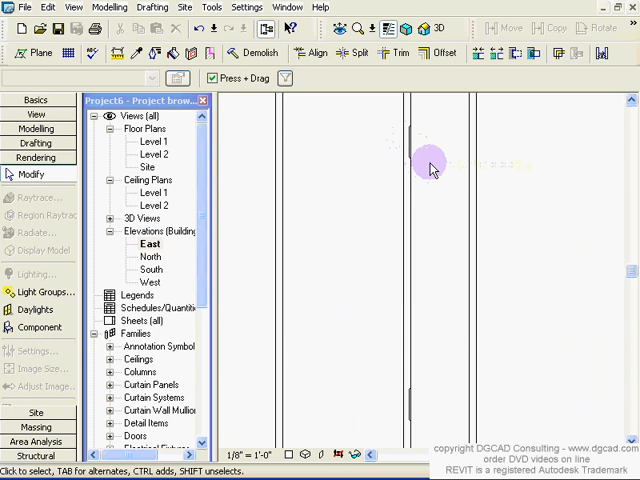 File Edit View Modelling Drafting Site Tools Settings Window Help
3D Move Copy Rotate
Plane Demolish Align Split Trim Offset
Press + Drag
Basics
View
Modelling
Drafting
Rendering
Modify
Raytrace...
Region Raytrac
Radiate...
Display Model
Lighting...
Light Groups...
Daylights
Component
Settings...
Image Size...
Adjust Image..
Site
Massing
Area Analysis
Structural
Project6 - Project brow...
Views (all)
Floor Plans
Level 1
Level 2
Site
Ceiling Plans
Level 1
Level 2
3D Views
Elevations (Building
East
North
South
West
Legends
Schedules/Quantitie
Sheets (all)
Families
Annotation Symbol
Ceilings
Columns
Curtain Panels
Curtain Systems
Curtain Wall Mullion
Detail Items
Doors
1/8" = 1'-0"
Click to select, TAB for alternates, CTRL adds, SHIFT unselects.
copyright DGCAD Consulting - www.dgcad.com
order DVD videos on line
REVIT is a registered Autodesk Trademark